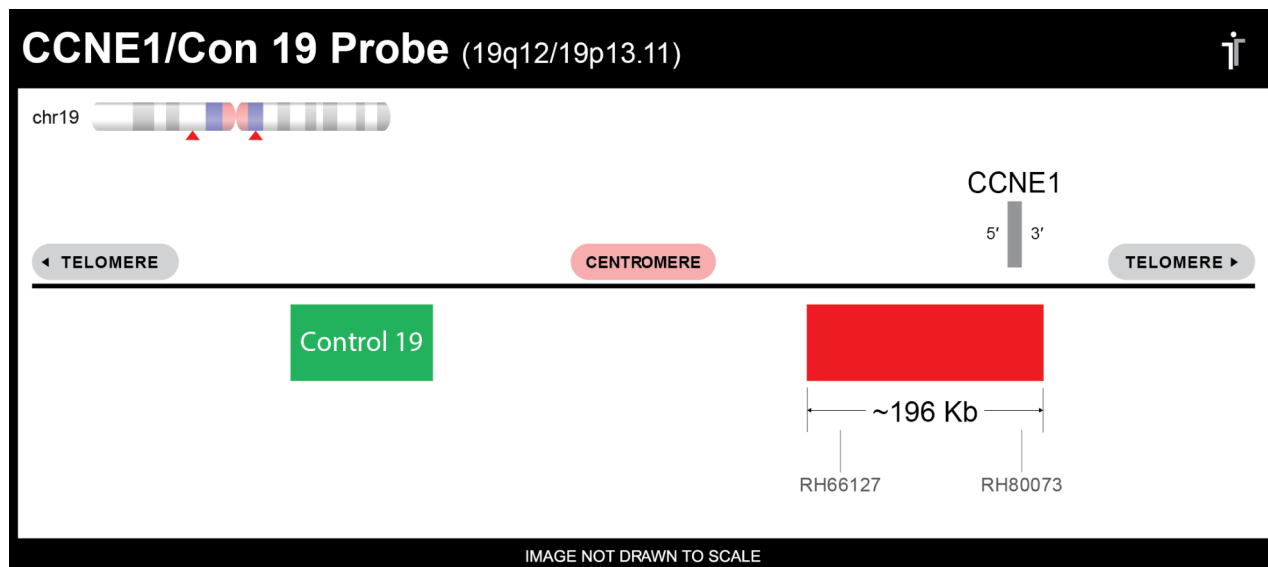 CCNE1/Con 19 Probe (19q12/19p13.11)
chr19
CCNE1
5′ 3′
◂ TELOMERE
CENTROMERE
TELOMERE ▸
Control 19
~196 Kb
RH66127
RH80073
IMAGE NOT DRAWN TO SCALE